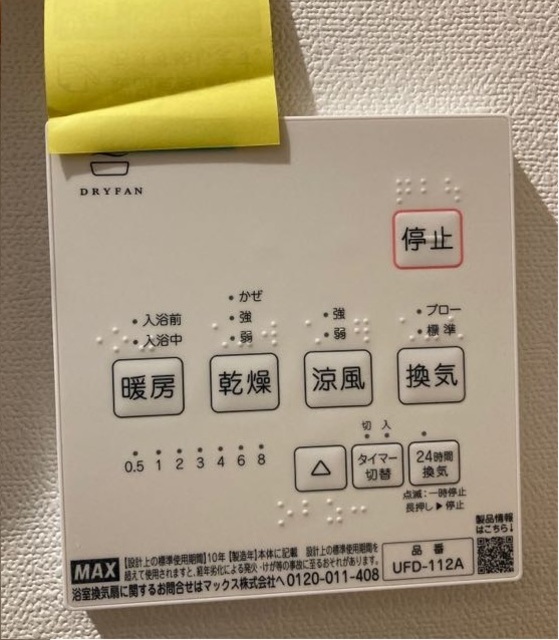 DRYFAN
停止
かぜ
入浴前 強 強 ブロー
入浴中 弱 弱 標準
暖房 乾燥 涼風 換気
切 入
0.5 1 2 3 4 6 8
△ タイマー切替 24時間換気
点滅:一時停止
長押し▶停止
製品情報
はこちら↓
MAX
【設計上の標準使用期間】10年【製造年】本体に記載 設計上の標準使用期間を
超えて使用されますと、経年劣化による発火・けが等の事故に至るおそれがあります。
浴室換気扇に関するお問合せはマックス株式会社へ 0120-011-408
品番
UFD-112A